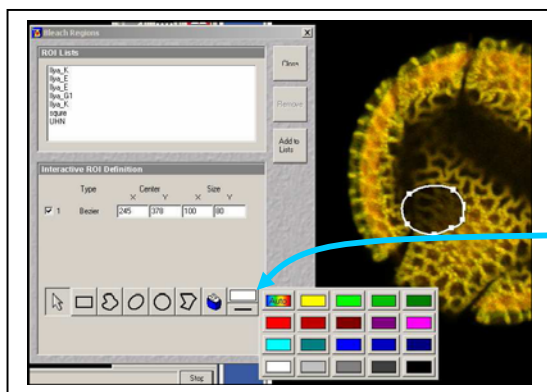 Bleach Regions
ROI Lists
Ilya_K
Ilya_E
Ilya_E
Ilya_G1
Ilya_K
squre
UHN
Close
Remove
Add to
Lists
Interactive ROI Definition
Type Center Size
X Y X Y
1 Bezier 245 378 100 80
Auto
Stop